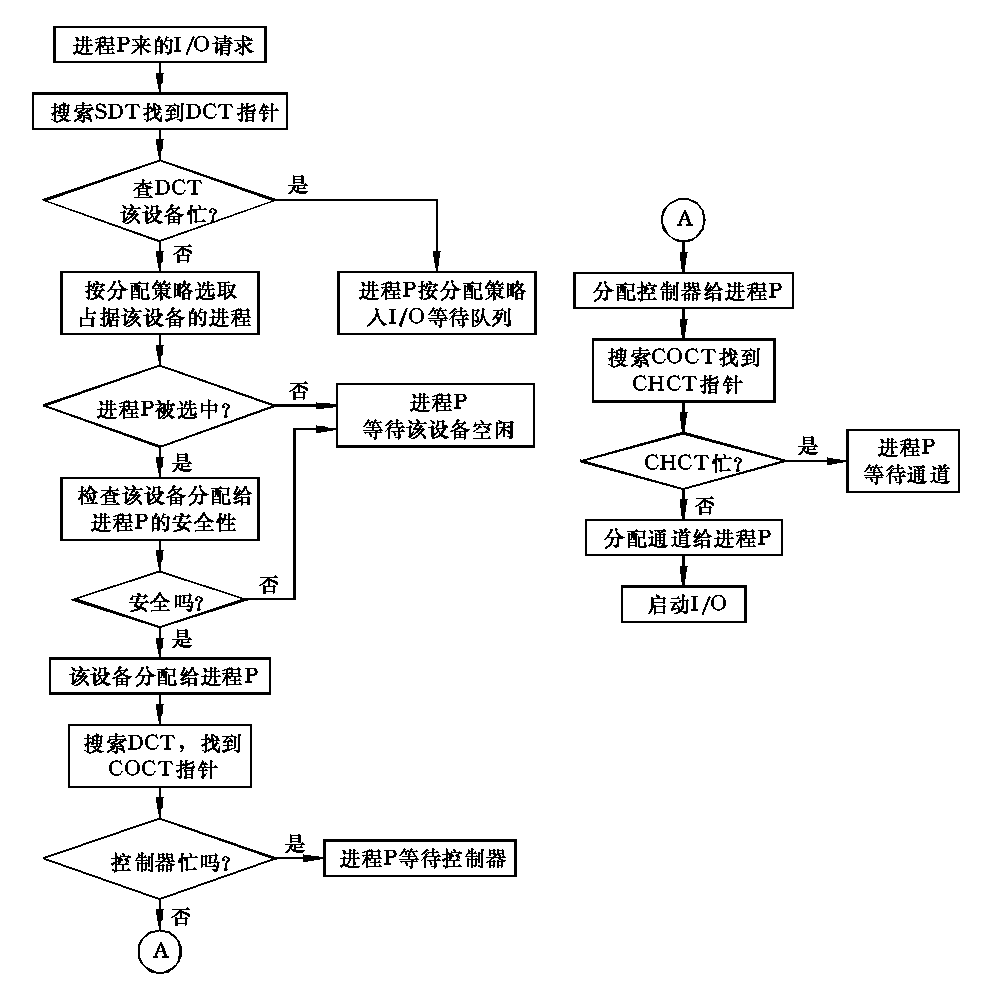 进程P来的I/O请求
搜索SDT找到DCT指针
查DCT
该设备忙?
是
否
按分配策略选取
占据该设备的进程
进程P按分配策略
入I/O等待队列
进程P被选中?
否
进程P
等待该设备空闲
是
检查该设备分配给
进程P的安全性
安全吗?
否
是
该设备分配给进程P
搜索DCT，找到
COCT指针
控制器忙吗?
是
进程P等待控制器
否
A
A
分配控制器给进程P
搜索COCT找到
CHCT指针
CHCT忙?
是
进程P
等待通道
否
分配通道给进程P
启动I/O